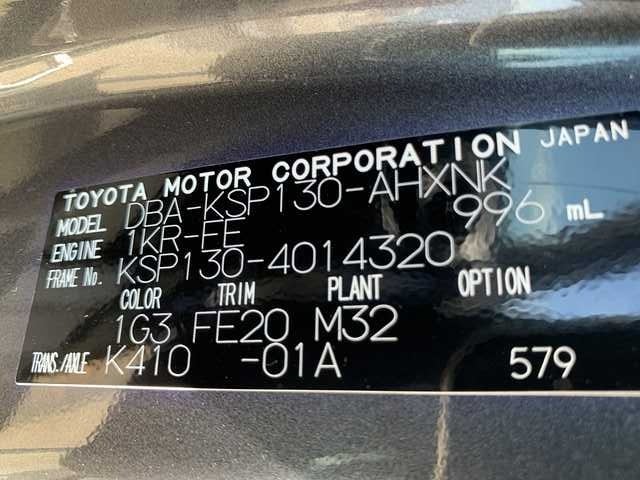 TOYOTA MOTOR CORPORATION JAPAN
MODEL DBA-KSP130-AHXNK
ENGINE 1KR-FE 996 mL
FRAME No. KSP130-4014320
COLOR TRIM PLANT OPTION
1G3 FE20 M32
TRANS./AXLE K410 -01A 579